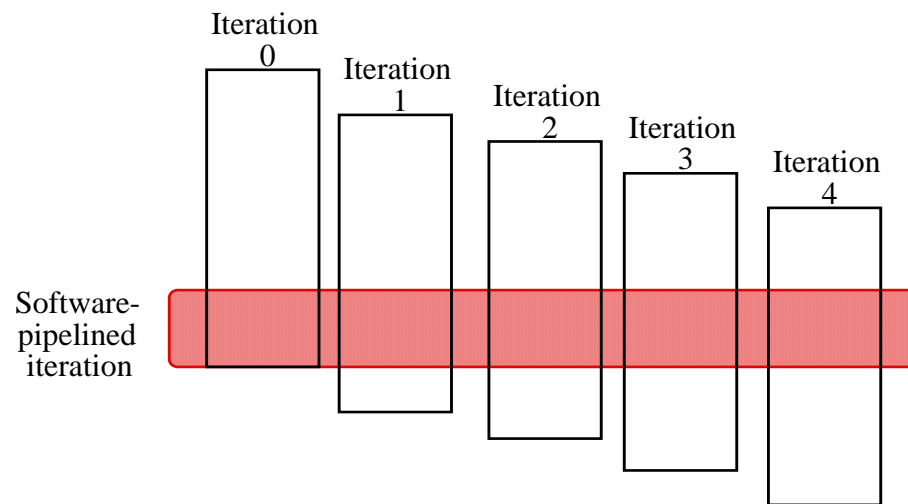 Iteration
0
Iteration
1
Iteration
2
Iteration
3
Iteration
4
Software-
pipelined
iteration